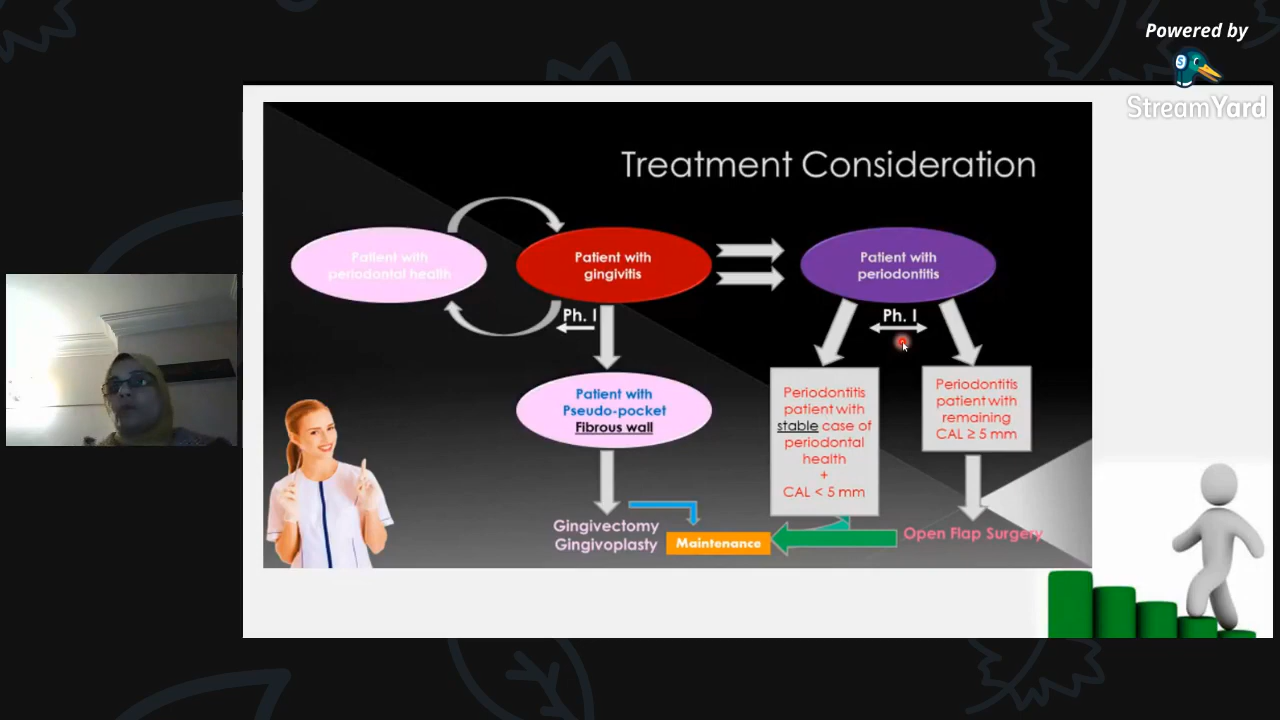 Powered by
StreamYard
Treatment Consideration
Patient with
periodontal health
Patient with
gingivitis
Patient with
periodontitis
Ph. I
Ph. I
Patient with
Pseudo-pocket
Fibrous wall
Periodontitis
patient with
stable case of
periodontal
health
+
CAL < 5 mm
Periodontitis
patient with
remaining
CAL ≥ 5 mm
Gingivectomy
Gingivoplasty
Maintenance
Open Flap Surgery